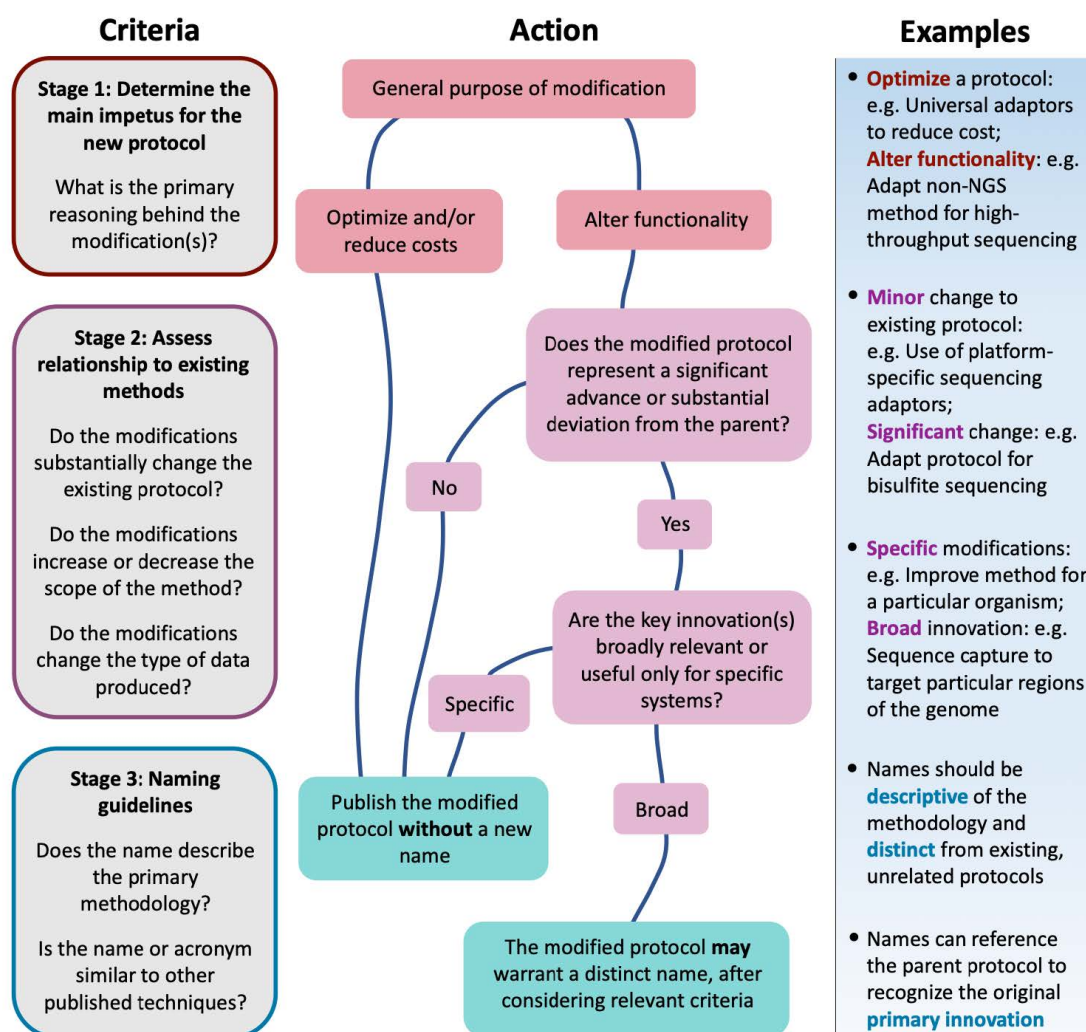 Criteria
Stage 1: Determine the
main impetus for the
new protocol
What is the primary
reasoning behind the
modification(s)?
Stage 2: Assess
relationship to existing
methods
Do the modifications
substantially change the
existing protocol?
Do the modifications
increase or decrease the
scope of the method?
Do the modifications
change the type of data
produced?
Stage 3: Naming
guidelines
Does the name describe
the primary
methodology?
Is the name or acronym
similar to other
published techniques?
Action
General purpose of modification
Optimize and/or
reduce costs
Alter functionality
Does the modified protocol
represent a significant
advance or substantial
deviation from the parent?
No
Yes
Are the key innovation(s)
broadly relevant or
useful only for specific
systems?
Specific
Broad
Publish the modified
protocol without a new
name
The modified protocol may
warrant a distinct name, after
considering relevant criteria
Examples
• Optimize a protocol:
e.g. Universal adaptors
to reduce cost;
Alter functionality: e.g.
Adapt non-NGS
method for high-
throughput sequencing
• Minor change to
existing protocol:
e.g. Use of platform-
specific sequencing
adaptors;
Significant change: e.g.
Adapt protocol for
bisulfite sequencing
• Specific modifications:
e.g. Improve method for
a particular organism;
Broad innovation: e.g.
Sequence capture to
target particular regions
of the genome
• Names should be
descriptive of the
methodology and
distinct from existing,
unrelated protocols
• Names can reference
the parent protocol to
recognize the original
primary innovation